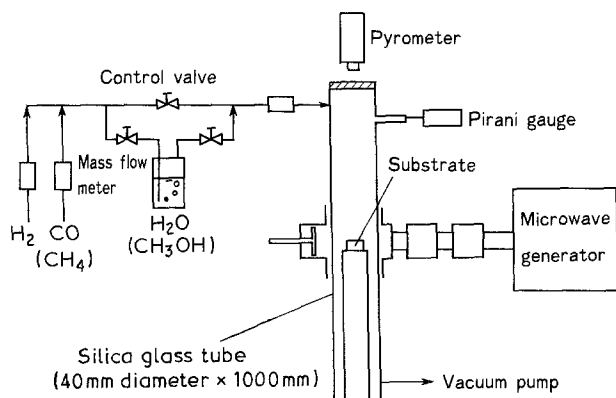 Pyrometer
Control valve
Pirani gauge
Mass flow
meter
Substrate
H2
CO
(CH4)
H2O
(CH3OH)
Microwave
generator
Silica glass tube
(40mm diameter × 1000mm)
Vacuum pump